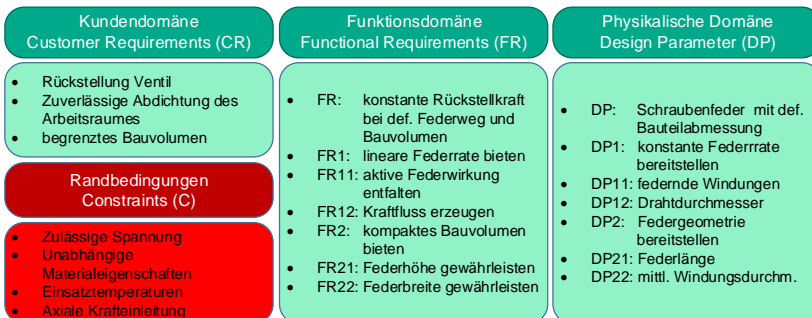 Kundendomäne
Customer Requirements (CR)
• Rückstellung Ventil
• Zuverlässige Abdichtung des
Arbeitsraumes
• begrenztes Bauvolumen
Randbedingungen
Constraints (C)
• Zulässige Spannung
• Unabhängige
Materialeigenschaften
• Einsatztemperaturen
• Axiale Krafteinleitung
Funktionsdomäne
Functional Requirements (FR)
• FR: konstante Rückstellkraft
bei def. Federweg und
Bauvolumen
• FR1: lineare Federrate bieten
• FR11: aktive Federwirkung
entfalten
• FR12: Kraftfluss erzeugen
• FR2: kompaktes Bauvolumen
bieten
• FR21: Federhöhe gewährleisten
• FR22: Federbreite gewährleisten
Physikalische Domäne
Design Parameter (DP)
• DP: Schraubenfeder mit def.
Bauteilabmessung
• DP1: konstante Federrrate
bereitstellen
• DP11: federnde Windungen
• DP12: Drahtdurchmesser
• DP2: Federgeometrie
bereitstellen
• DP21: Federlänge
• DP22: mittl. Windungsdurchm.